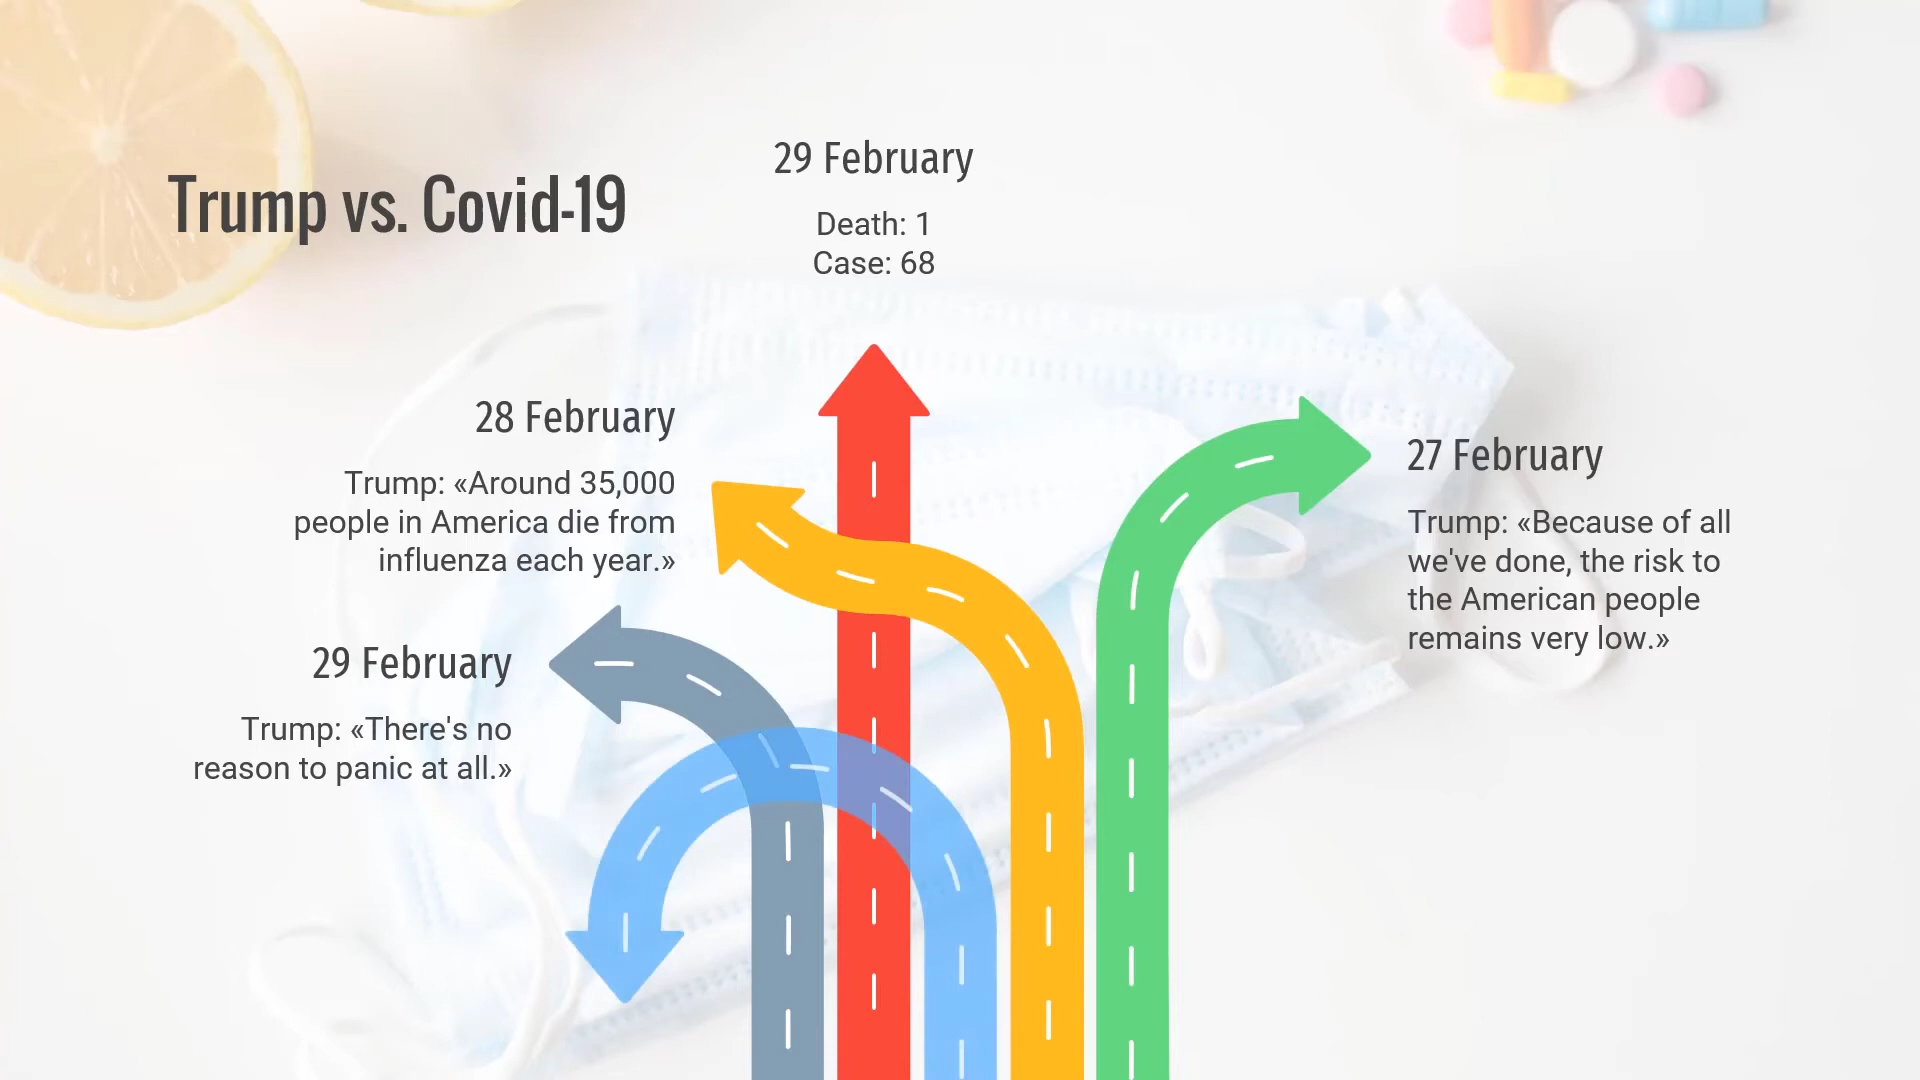 Trump vs. Covid-19
29 February
Death: 1
Case: 68
28 February
Trump: «Around 35,000
people in America die from
influenza each year.»
29 February
Trump: «There's no
reason to panic at all.»
27 February
Trump: «Because of all
we've done, the risk to
the American people
remains very low.»